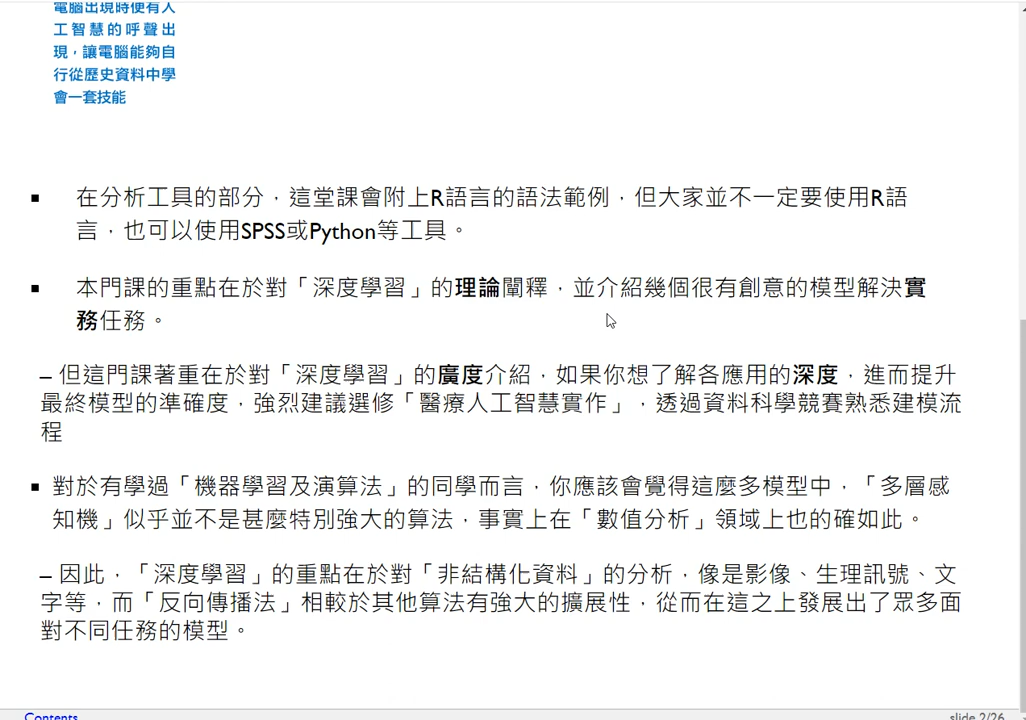 電腦出現時便有人
工智慧的呼聲出
現，讓電腦能夠自
行從歷史資料中學
會一套技能
▪ 在分析工具的部分，這堂課會附上R語言的語法範例，但大家並不一定要使用R語
言，也可以使用SPSS或Python等工具。
▪ 本門課的重點在於對「深度學習」的理論闡釋，並介紹幾個很有創意的模型解決實
務任務。
– 但這門課著重在於對「深度學習」的廣度介紹，如果你想了解各應用的深度，進而提升
最終模型的準確度，強烈建議選修「醫療人工智慧實作」，透過資料科學競賽熟悉建模流
程
▪ 對於有學過「機器學習及演算法」的同學而言，你應該會覺得這麼多模型中，「多層感
知機」似乎並不是甚麼特別強大的算法，事實上在「數值分析」領域上也的確如此。
– 因此，「深度學習」的重點在於對「非結構化資料」的分析，像是影像、生理訊號、文
字等，而「反向傳播法」相較於其他算法有強大的擴展性，從而在這之上發展出了眾多面
對不同任務的模型。
Contents
slide 2/26